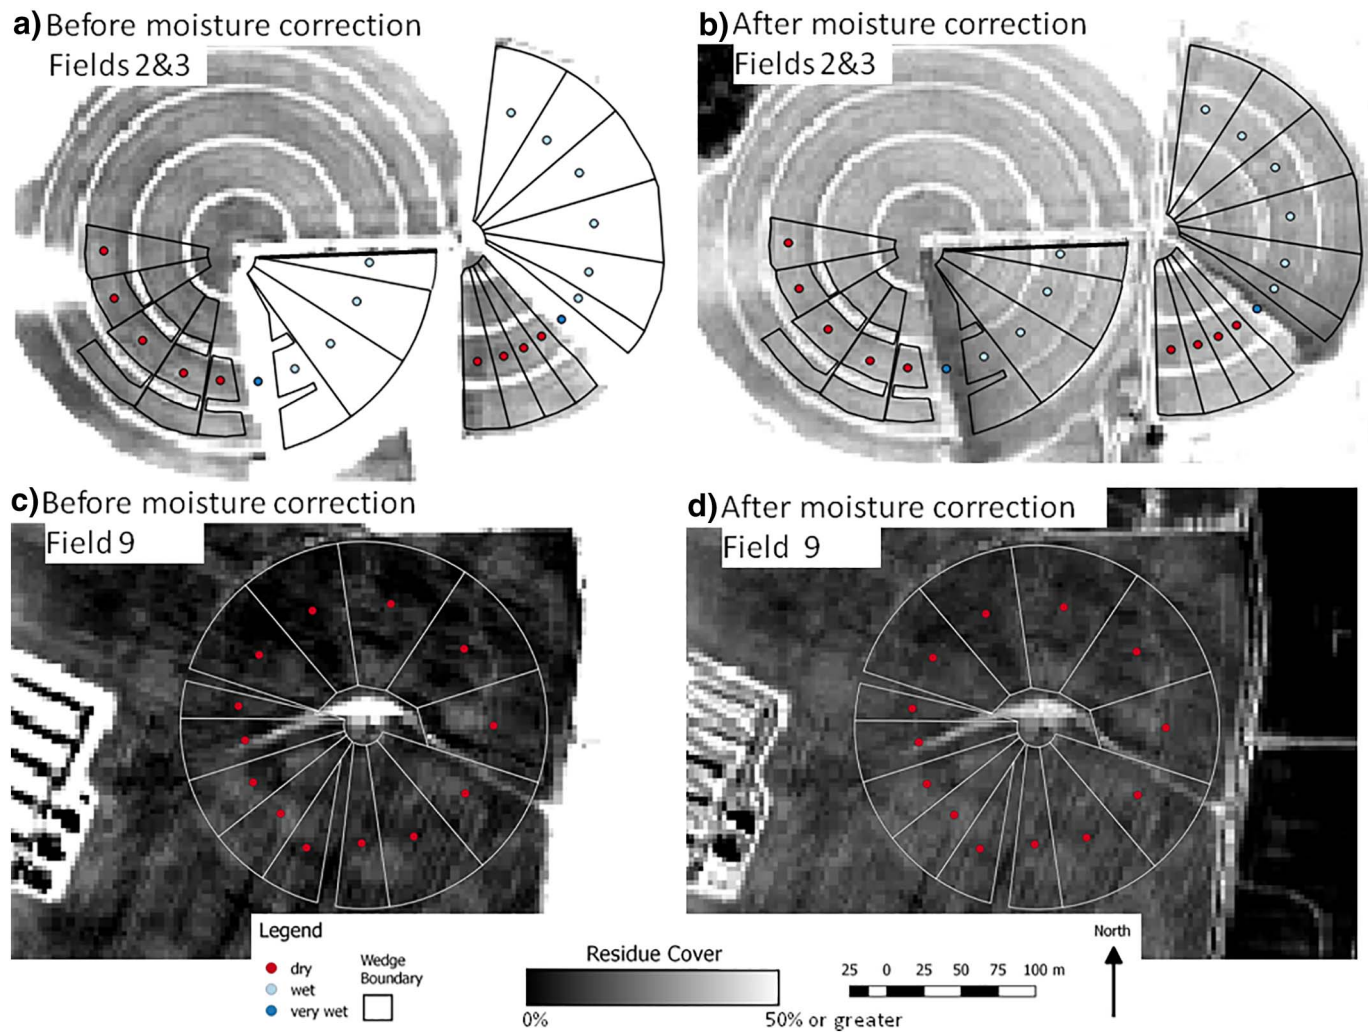 a) Before moisture correction
Fields 2&3
b) After moisture correction
Fields 2&3
c) Before moisture correction
Field 9
d) After moisture correction
Field 9
Legend
dry
wet
very wet
Wedge
Boundary
Residue Cover
0% 50% or greater
25 0 25 50 75 100 m
North